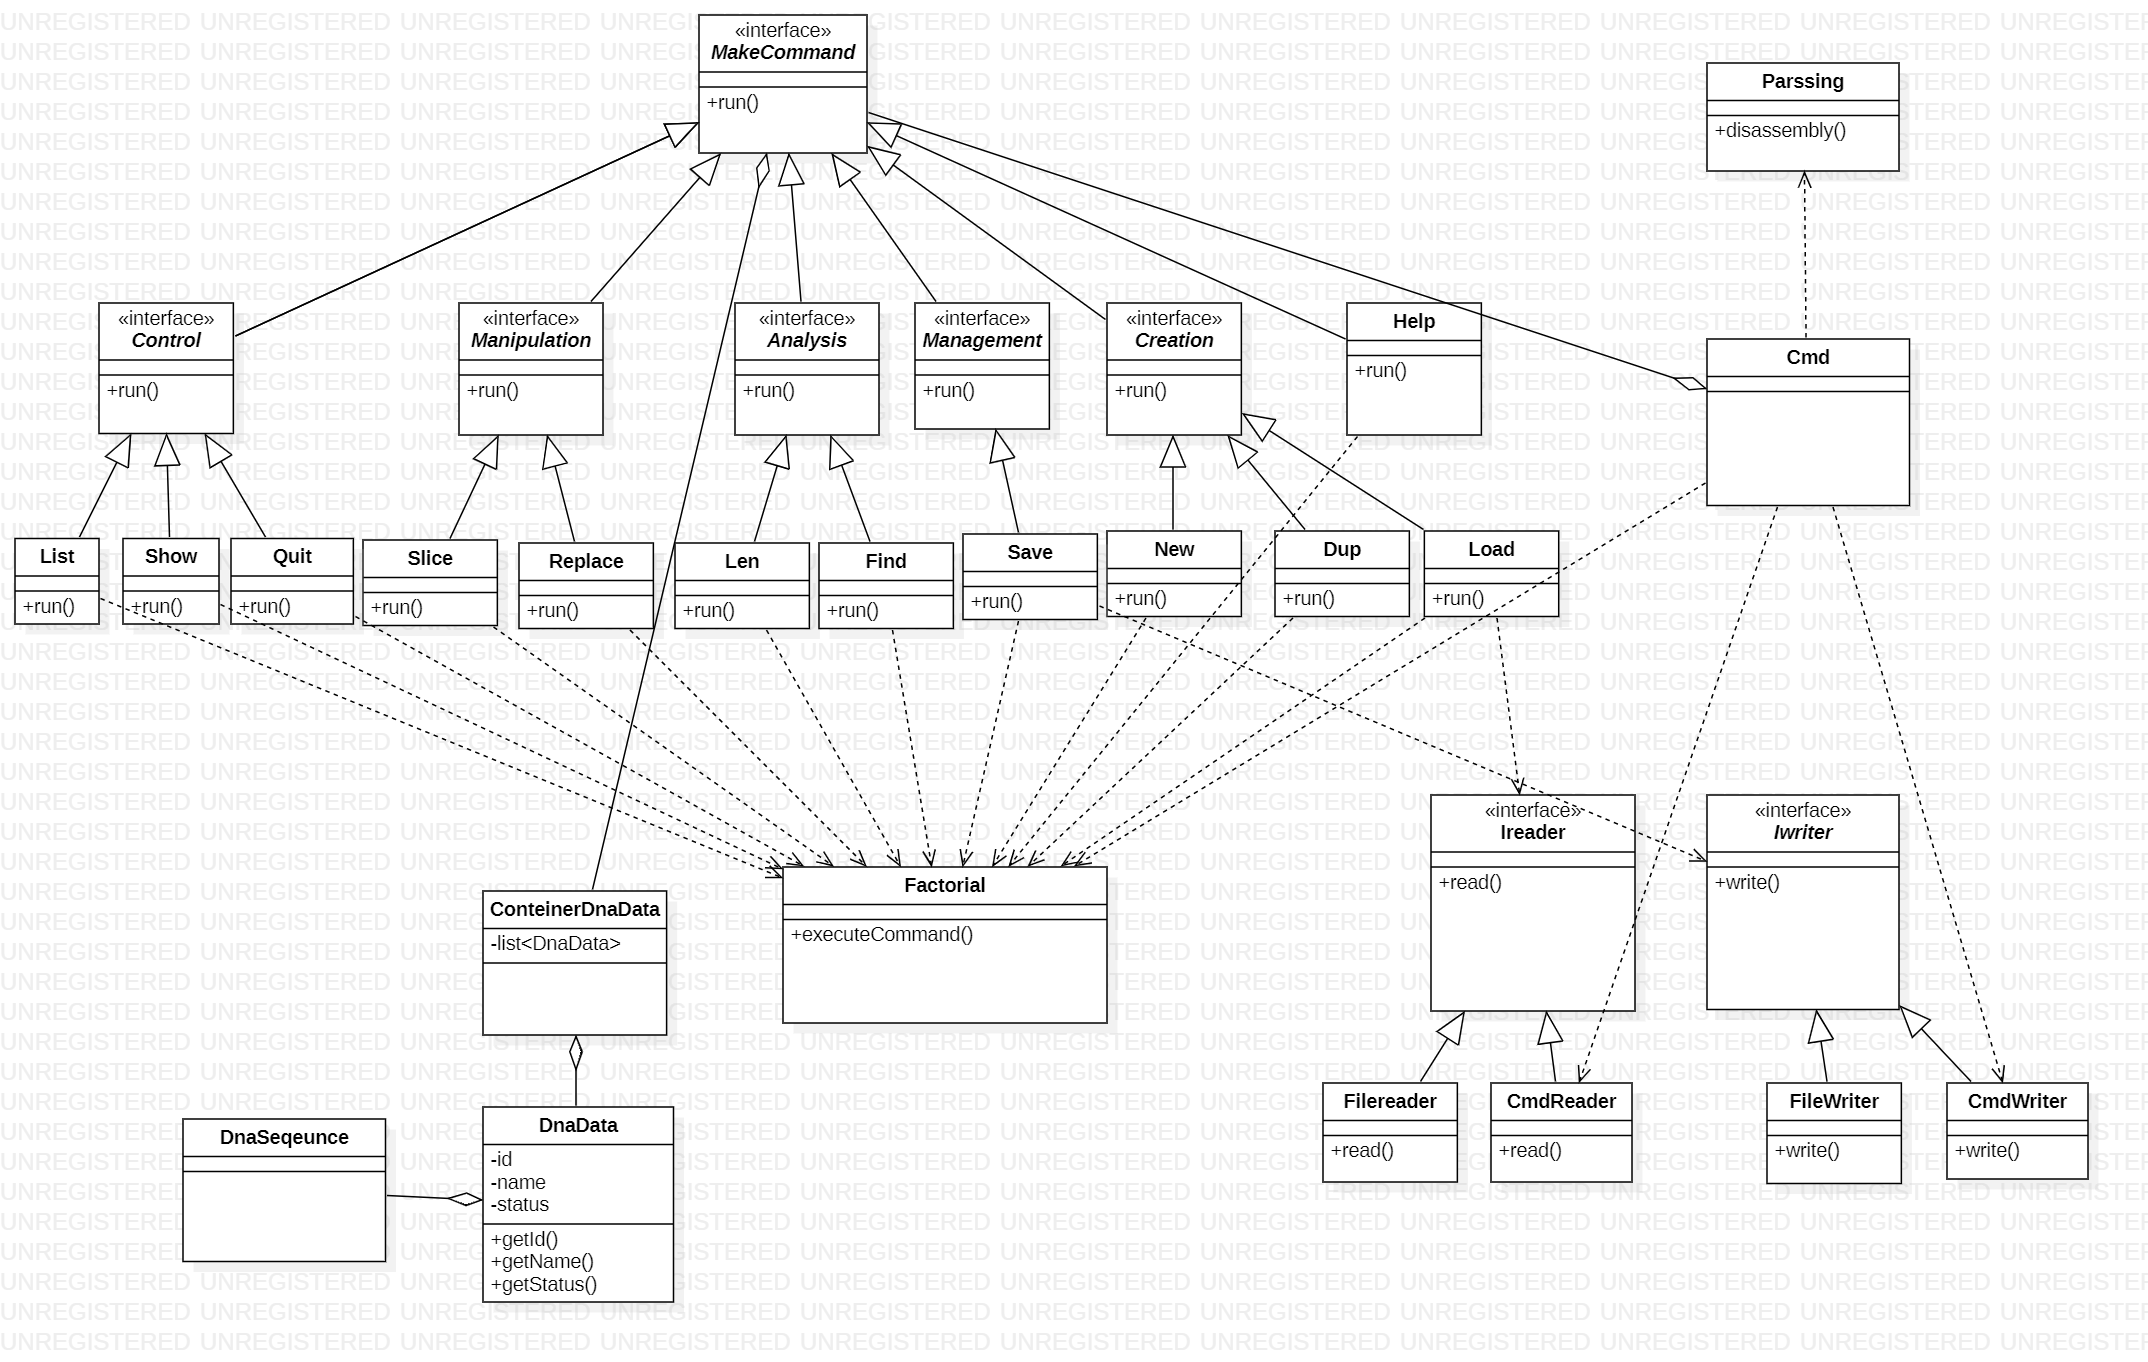 «interface»
MakeCommand
+run()
Parssing
+disassembly()
«interface»
Control
+run()
«interface»
Manipulation
+run()
«interface»
Analysis
+run()
«interface»
Management
+run()
«interface»
Creation
+run()
Help
+run()
Cmd
List
+run()
Show
+run()
Quit
+run()
Slice
+run()
Replace
+run()
Len
+run()
Find
+run()
Save
+run()
New
+run()
Dup
+run()
Load
+run()
«interface»
Ireader
+read()
«interface»
Iwriter
+write()
Factorial
+executeCommand()
ConteinerDnaData
-list<DnaData>
Filereader
+read()
CmdReader
+read()
FileWriter
+write()
CmdWriter
+write()
DnaSeqeunce
DnaData
-id
-name
-status
+getId()
+getName()
+getStatus()
UNREGISTERED